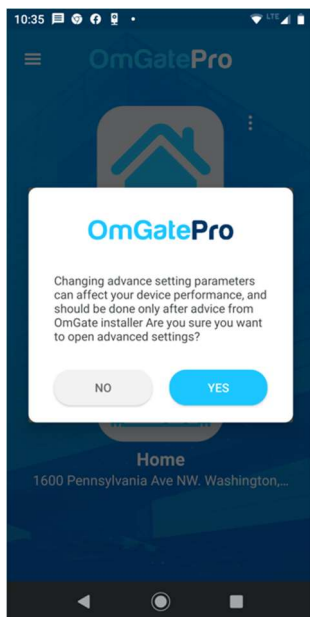 10:35
LTE
OmGatePro
OmGatePro
Changing advance setting parameters
can affect your device performance, and
should be done only after advice from
OmGate installer Are you sure you want
to open advanced settings?
NO
YES
Home
1600 Pennsylvania Ave NW. Washington,...